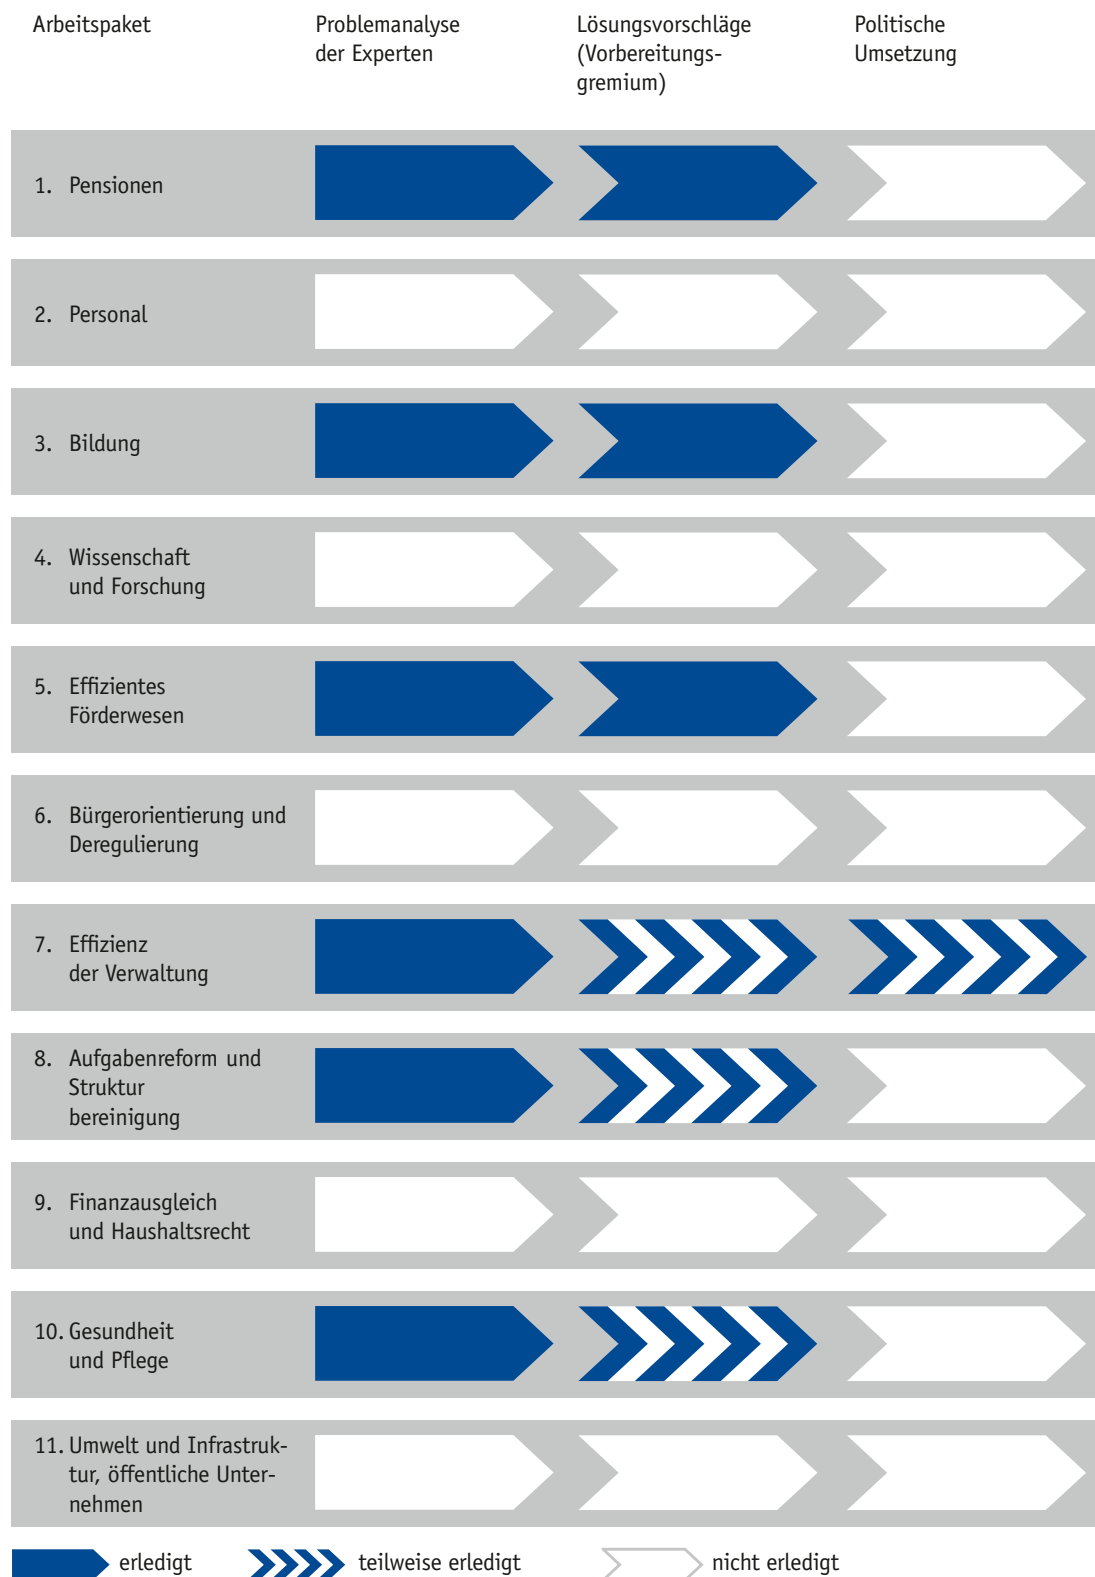 Arbeitspaket
Problemanalyse
der Experten
Lösungsvorschläge
(Vorbereitungs-
gremium)
Politische
Umsetzung
1. Pensionen
2. Personal
3. Bildung
4. Wissenschaft
und Forschung
5. Effizientes
Förderwesen
6. Bürgerorientierung und
Deregulierung
7. Effizienz
der Verwaltung
8. Aufgabenreform und
Struktur
bereinigung
9. Finanzausgleich
und Haushaltsrecht
10. Gesundheit
und Pflege
11. Umwelt und Infrastruk-
tur, öffentliche Unter-
nehmen
erledigt
teilweise erledigt
nicht erledigt